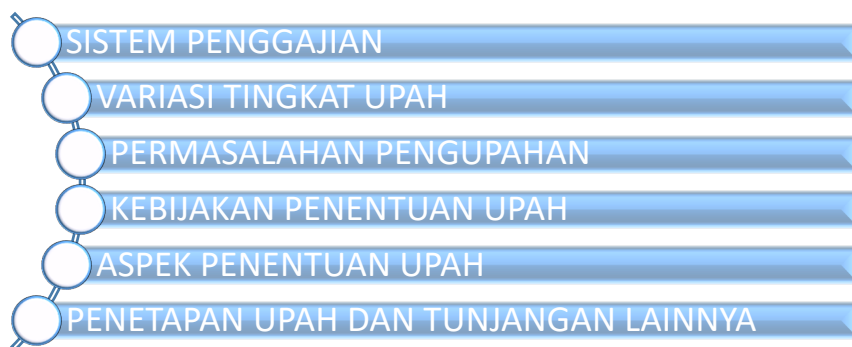 SISTEM PENGGAJIAN
VARIASI TINGKAT UPAH
PERMASALAHAN PENGUPAHAN
KEBIJAKAN PENENTUAN UPAH
ASPEK PENENTUAN UPAH
PENETAPAN UPAH DAN TUNJANGAN LAINNYA